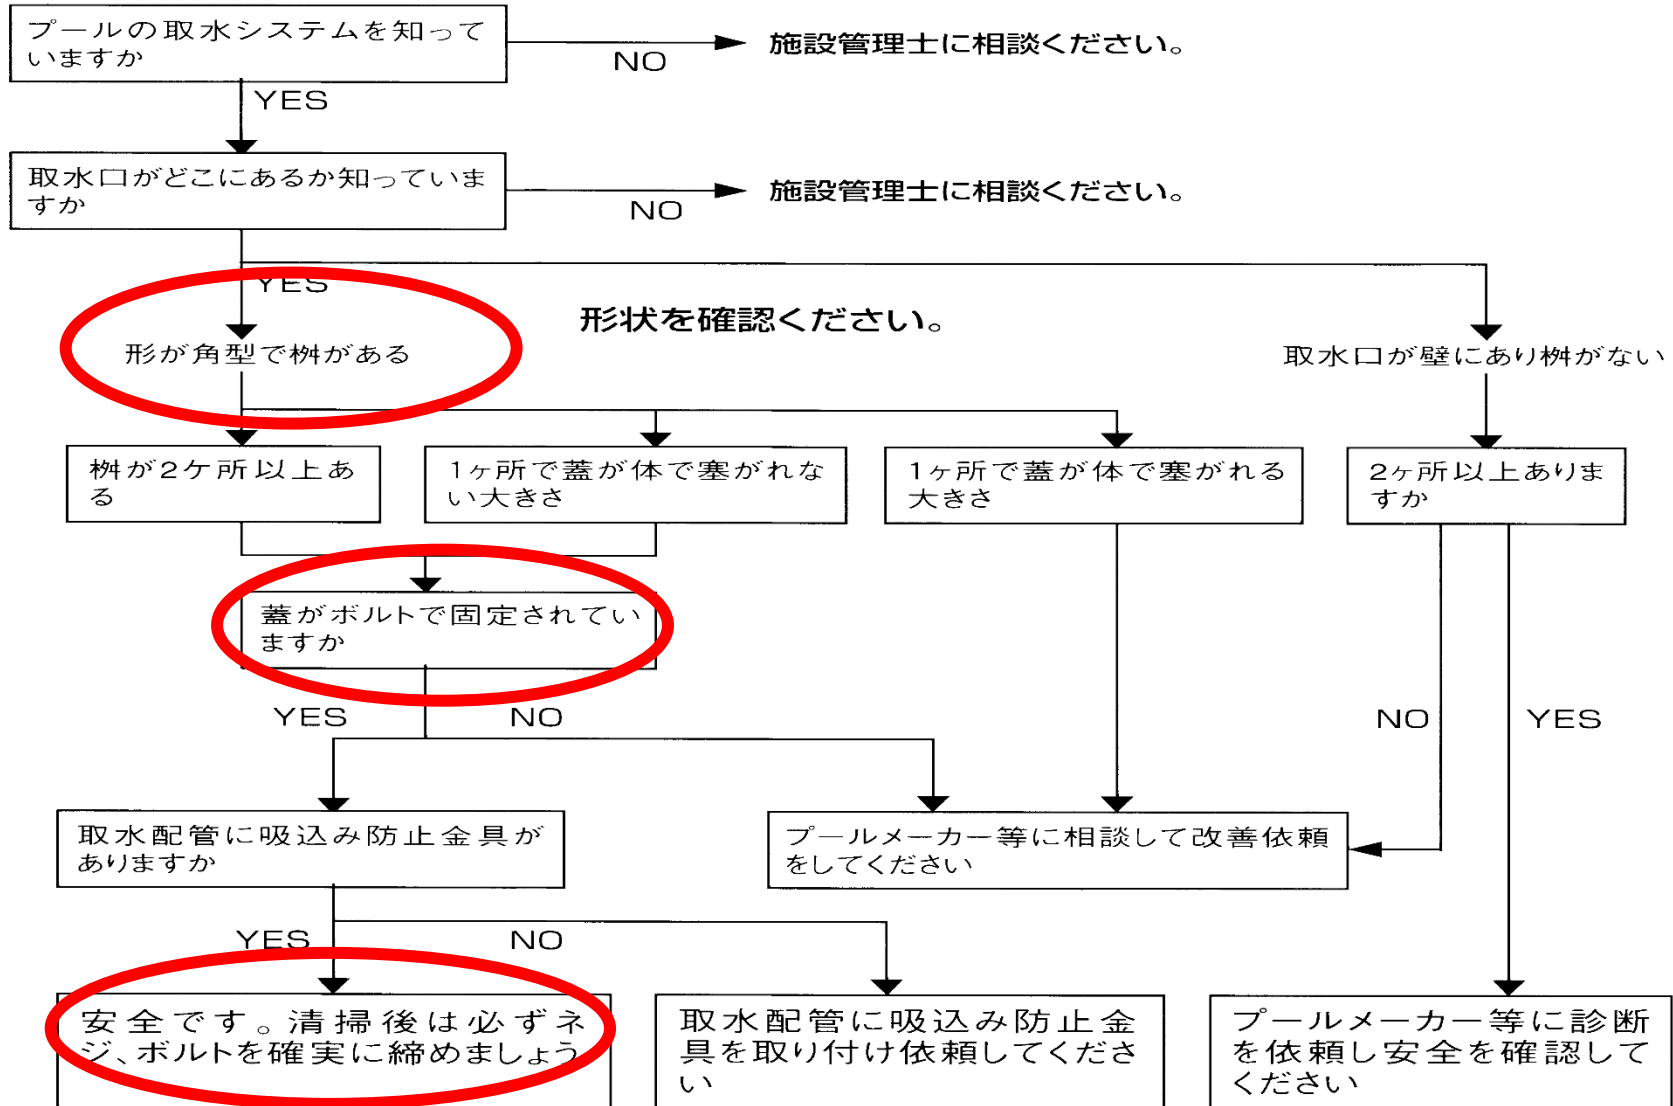 プールの取水システムを知って
いますか
NO
施設管理士に相談ください。
YES
取水口がどこにあるか知っていま
すか
NO
施設管理士に相談ください。
YES
形状を確認ください。
形が角型で桝がある
取水口が壁にあり桝がない
桝が2ケ所以上あ
る
1ヶ所で蓋が体で塞がれな
い大きさ
1ヶ所で蓋が体で塞がれる
大きさ
2ヶ所以上ありま
すか
蓋がボルトで固定されてい
ますか
YES
NO
NO
YES
取水配管に吸込み防止金具が
ありますか
プールメーカー等に相談して改善依頼
をしてください
YES
NO
安全です。清掃後は必ずネ
ジ、ボルトを確実に締めましょう
取水配管に吸込み防止金
具を取り付け依頼してくださ
い
プールメーカー等に診断
を依頼し安全を確認して
ください